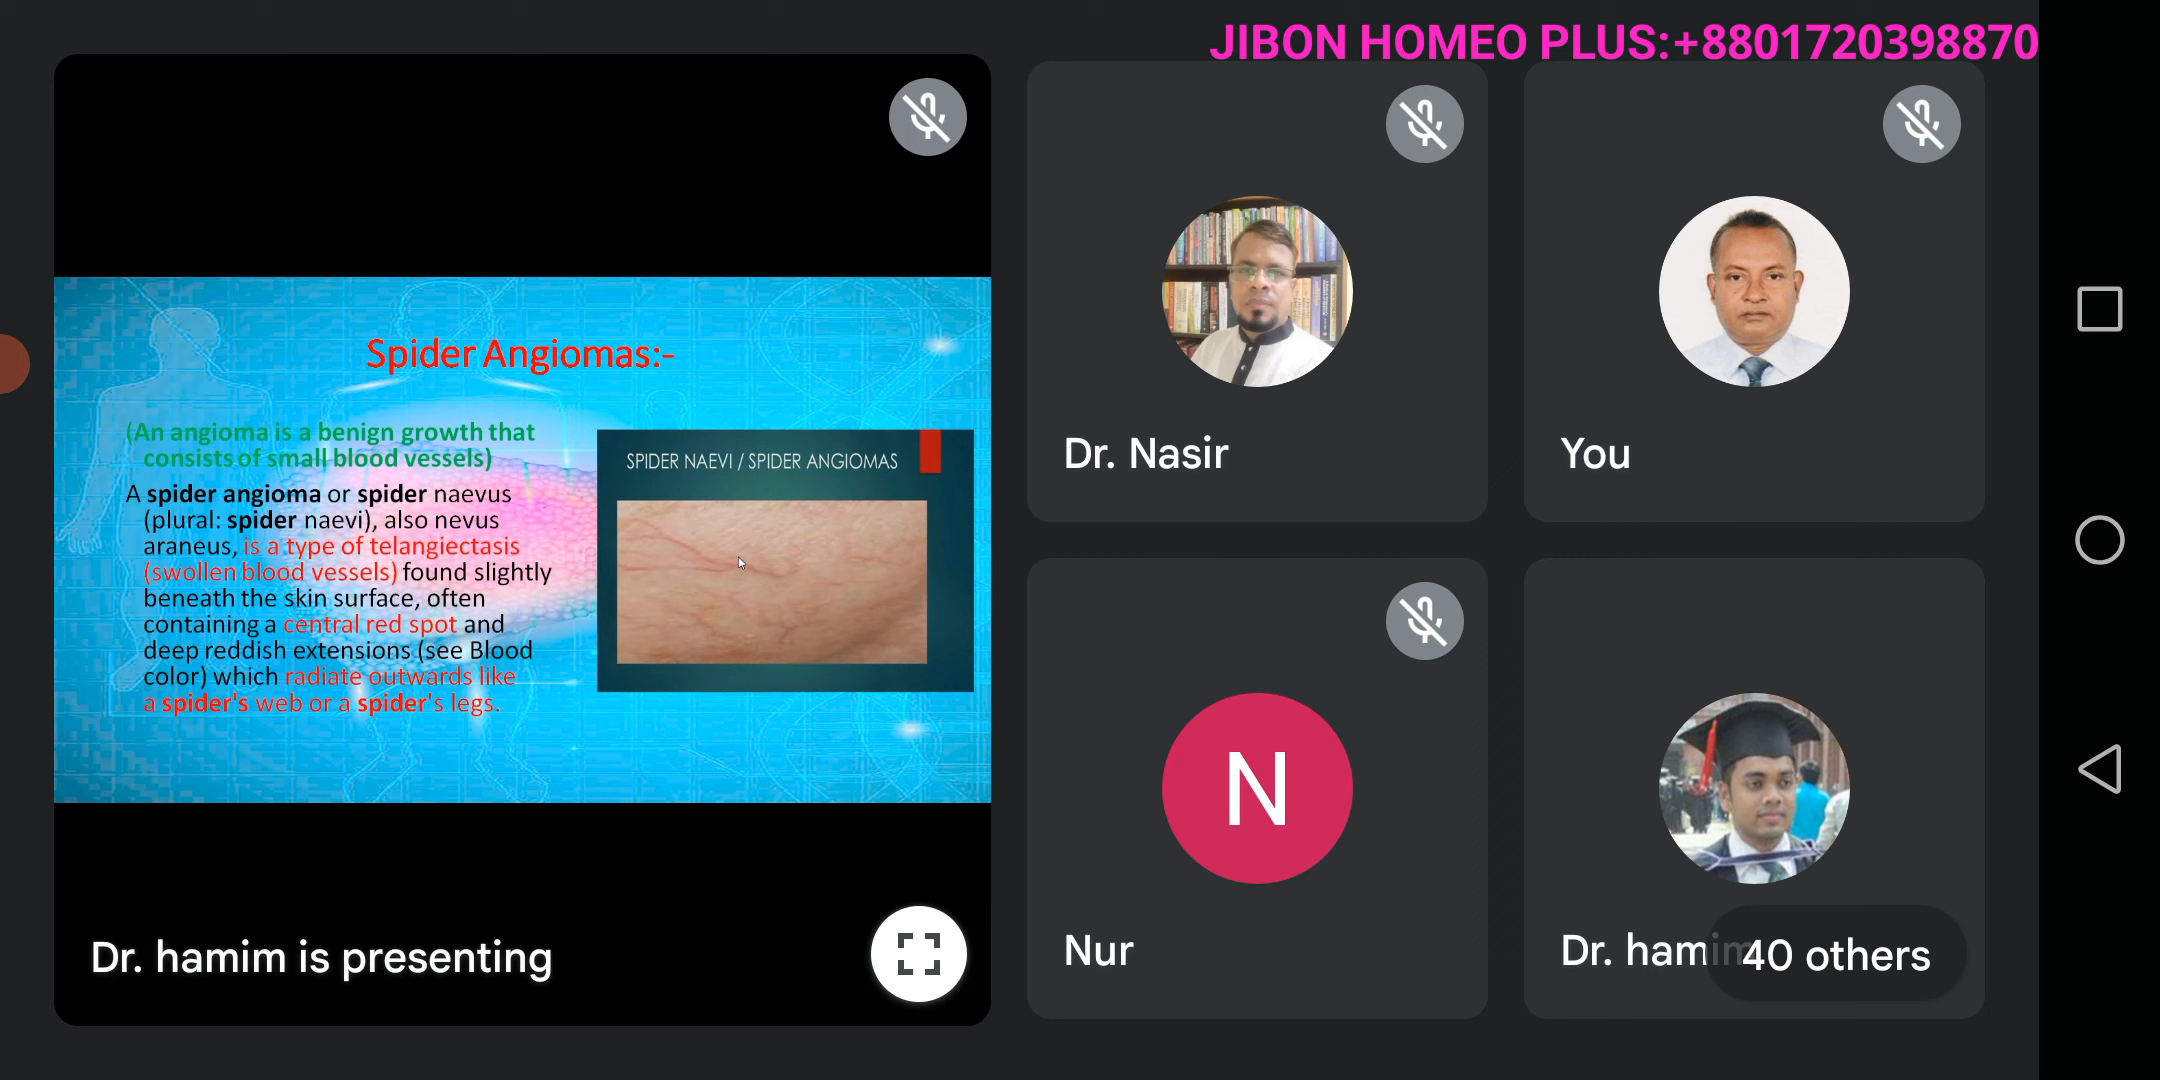 JIBON HOMEO PLUS:+8801720398870
Spider Angiomas:-
(An angioma is a benign growth that
consists of small blood vessels)
A spider angioma or spider naevus
(plural: spider naevi), also nevus
araneus, is a type of telangiectasis
(swollen blood vessels) found slightly
beneath the skin surface, often
containing a central red spot and
deep reddish extensions (see Blood
color) which radiate outwards like
a spider's web or a spider's legs.
SPIDER NAEVI / SPIDER ANGIOMAS
Dr. hamim is presenting
Dr. Nasir
You
N
Nur
Dr. hamim
40 others